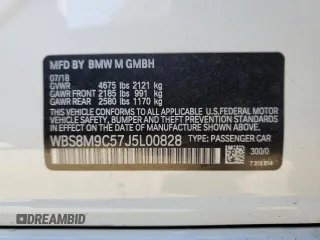 MFD BY BMW M GMBH
07/18
GVWR 4675 lbs 2121 kg
GAWR FRONT 2185 lbs 991 kg
GAWR REAR 2580 lbs 1170 kg
THIS VEHICLE CONFORMS TO ALL APPLICABLE
U.S. FEDERAL MOTOR VEHICLE
SAFETY, BUMPER AND THEFT PREVENTION
STANDARDS IN EFFECT ON THE DATE OF
MANUFACTURE SHOWN ABOVE.
WBS8M9C57J5L00828 TYPE: PASSENGER CAR
300/0
AUTOBIDMASTER
DREAMBID